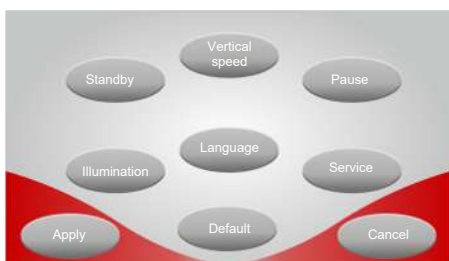 Vertical
speed
Standby
Pause
Language
Illumination
Service
Apply
Default
Cancel